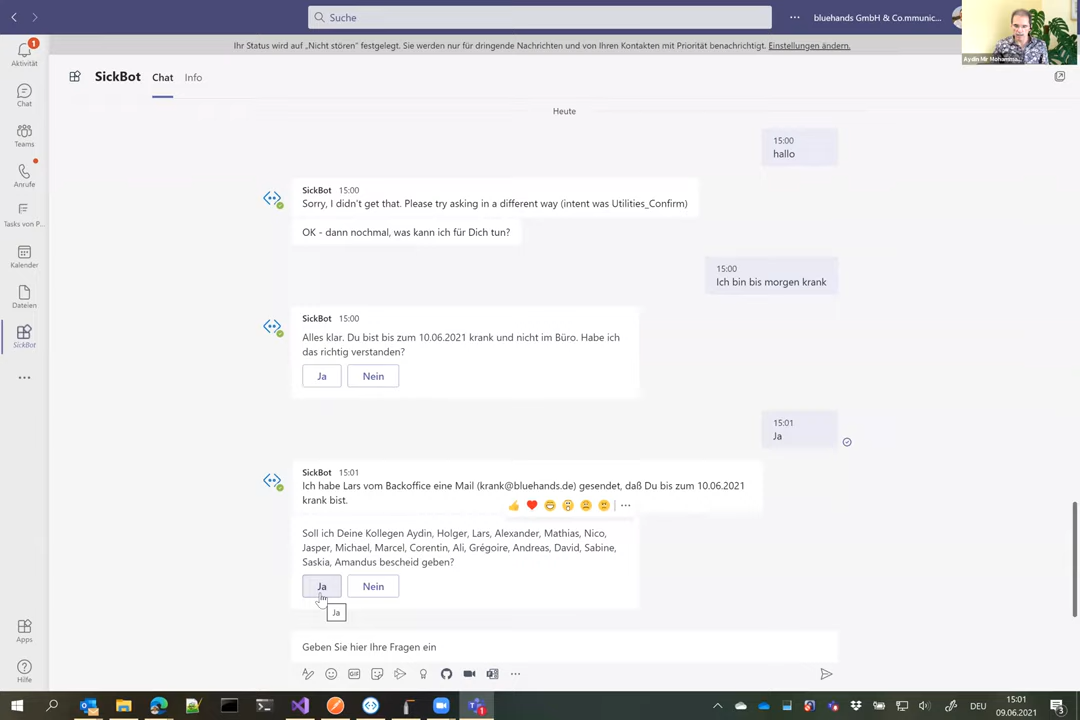 Suche
bluehands GmbH & Co.communic...
Ihr Status wird auf „Nicht stören" festgelegt. Sie werden nur für dringende Nachrichten und von Ihren Kontakten mit Priorität benachrichtigt. Einstellungen ändern.
Aydin Mir Mohamma...
1
Aktivität
Chat
Teams
Anrufe
Tasks von P...
Kalender
Dateien
SickBot
Apps
Hilfe
SickBot Chat Info
Heute
15:00
hallo
SickBot 15:00
Sorry, I didn't get that. Please try asking in a different way (intent was Utilities_Confirm)
OK - dann nochmal, was kann ich für Dich tun?
15:00
Ich bin bis morgen krank
SickBot 15:00
Alles klar. Du bist bis zum 10.06.2021 krank und nicht im Büro. Habe ich
das richtig verstanden?
Ja Nein
15:01
Ja
SickBot 15:01
Ich habe Lars vom Backoffice eine Mail (krank@bluehands.de) gesendet, daß Du bis zum 10.06.2021
krank bist.
Soll ich Deine Kollegen Aydin, Holger, Lars, Alexander, Mathias, Nico,
Jasper, Michael, Marcel, Corentin, Ali, Grégoire, Andreas, David, Sabine,
Saskia, Amandus bescheid geben?
Ja Nein
Ja
Geben Sie hier Ihre Fragen ein
GIF
1
DEU
15:01
09.06.2021
3